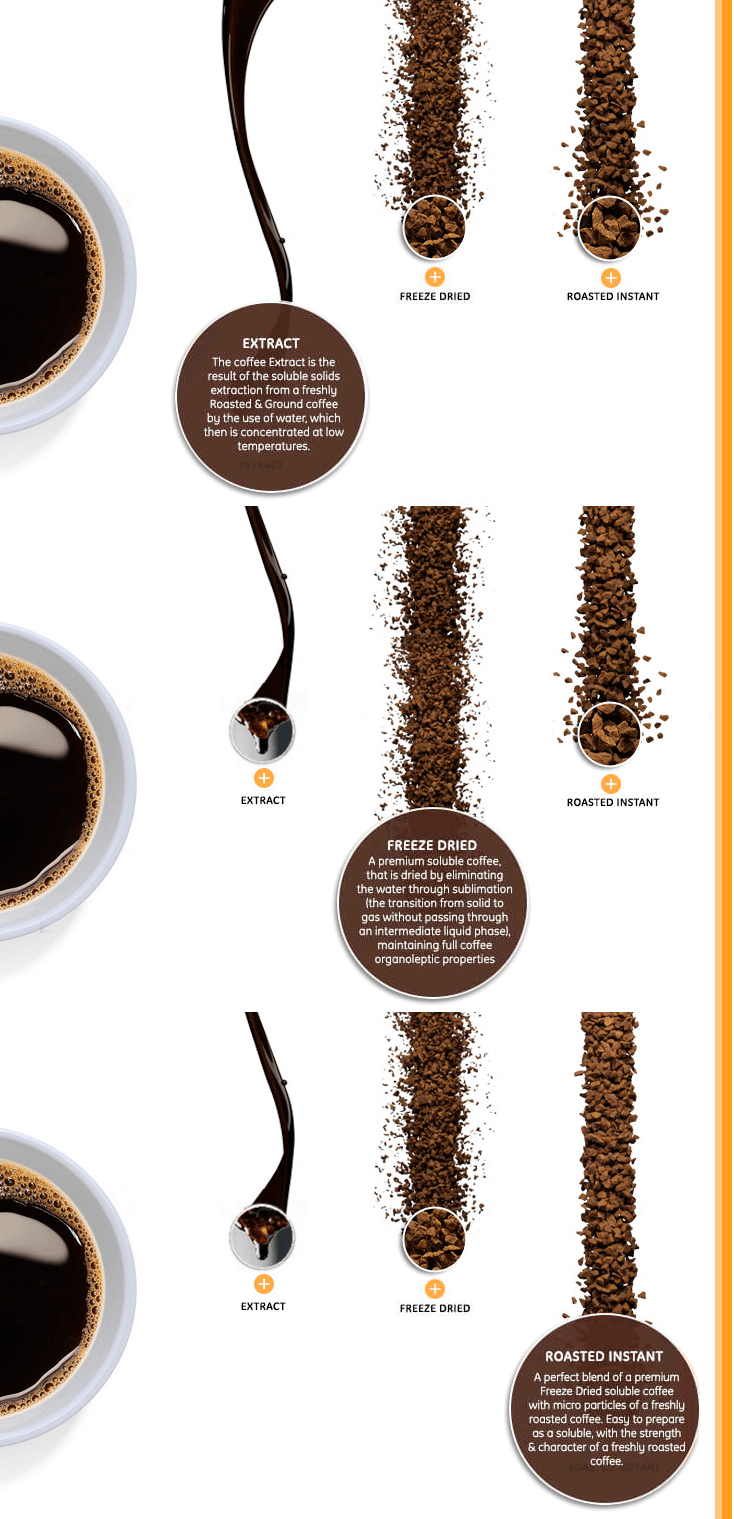 FREEZE DRIED
ROASTED INSTANT
EXTRACT
The coffee Extract is the
result of the soluble solids
extraction from a freshly
Roasted & Ground coffee
by the use of water, which
then is concentrated at low
temperatures.
EXTRACT
EXTRACT
ROASTED INSTANT
FREEZE DRIED
A premium soluble coffee,
that is dried by eliminating
the water through sublimation
(the transition from solid to
gas without passing through
an intermediate liquid phase),
maintaining full coffee
organoleptic properties
EXTRACT
FREEZE DRIED
ROASTED INSTANT
A perfect blend of a premium
Freeze Dried soluble coffee
with micro particles of a freshly
roasted coffee. Easy to prepare
as a soluble, with the strength
& character of a freshly roasted
coffee.
ROASTED INSTANT